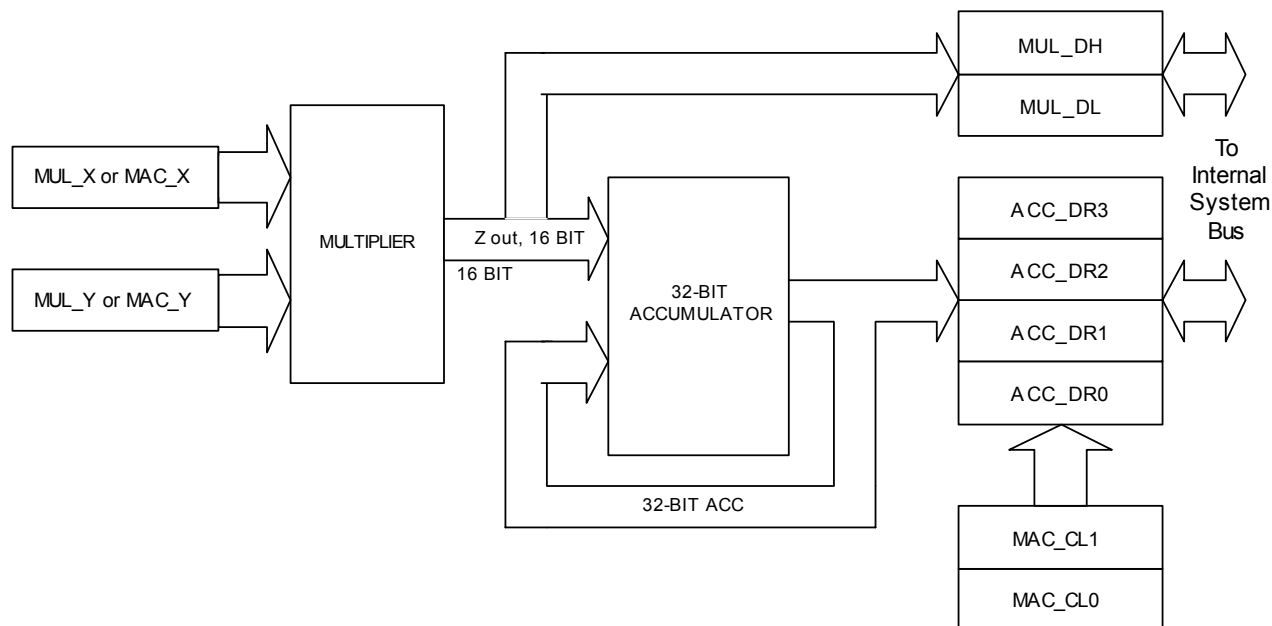 MUL_DH
MUL_DL
To
Internal
System
Bus
MUL_X or MAC_X
MUL_Y or MAC_Y
MULTIPLIER
Z out, 16 BIT
16 BIT
32-BIT
ACCUMULATOR
32-BIT ACC
ACC_DR3
ACC_DR2
ACC_DR1
ACC_DR0
MAC_CL1
MAC_CL0